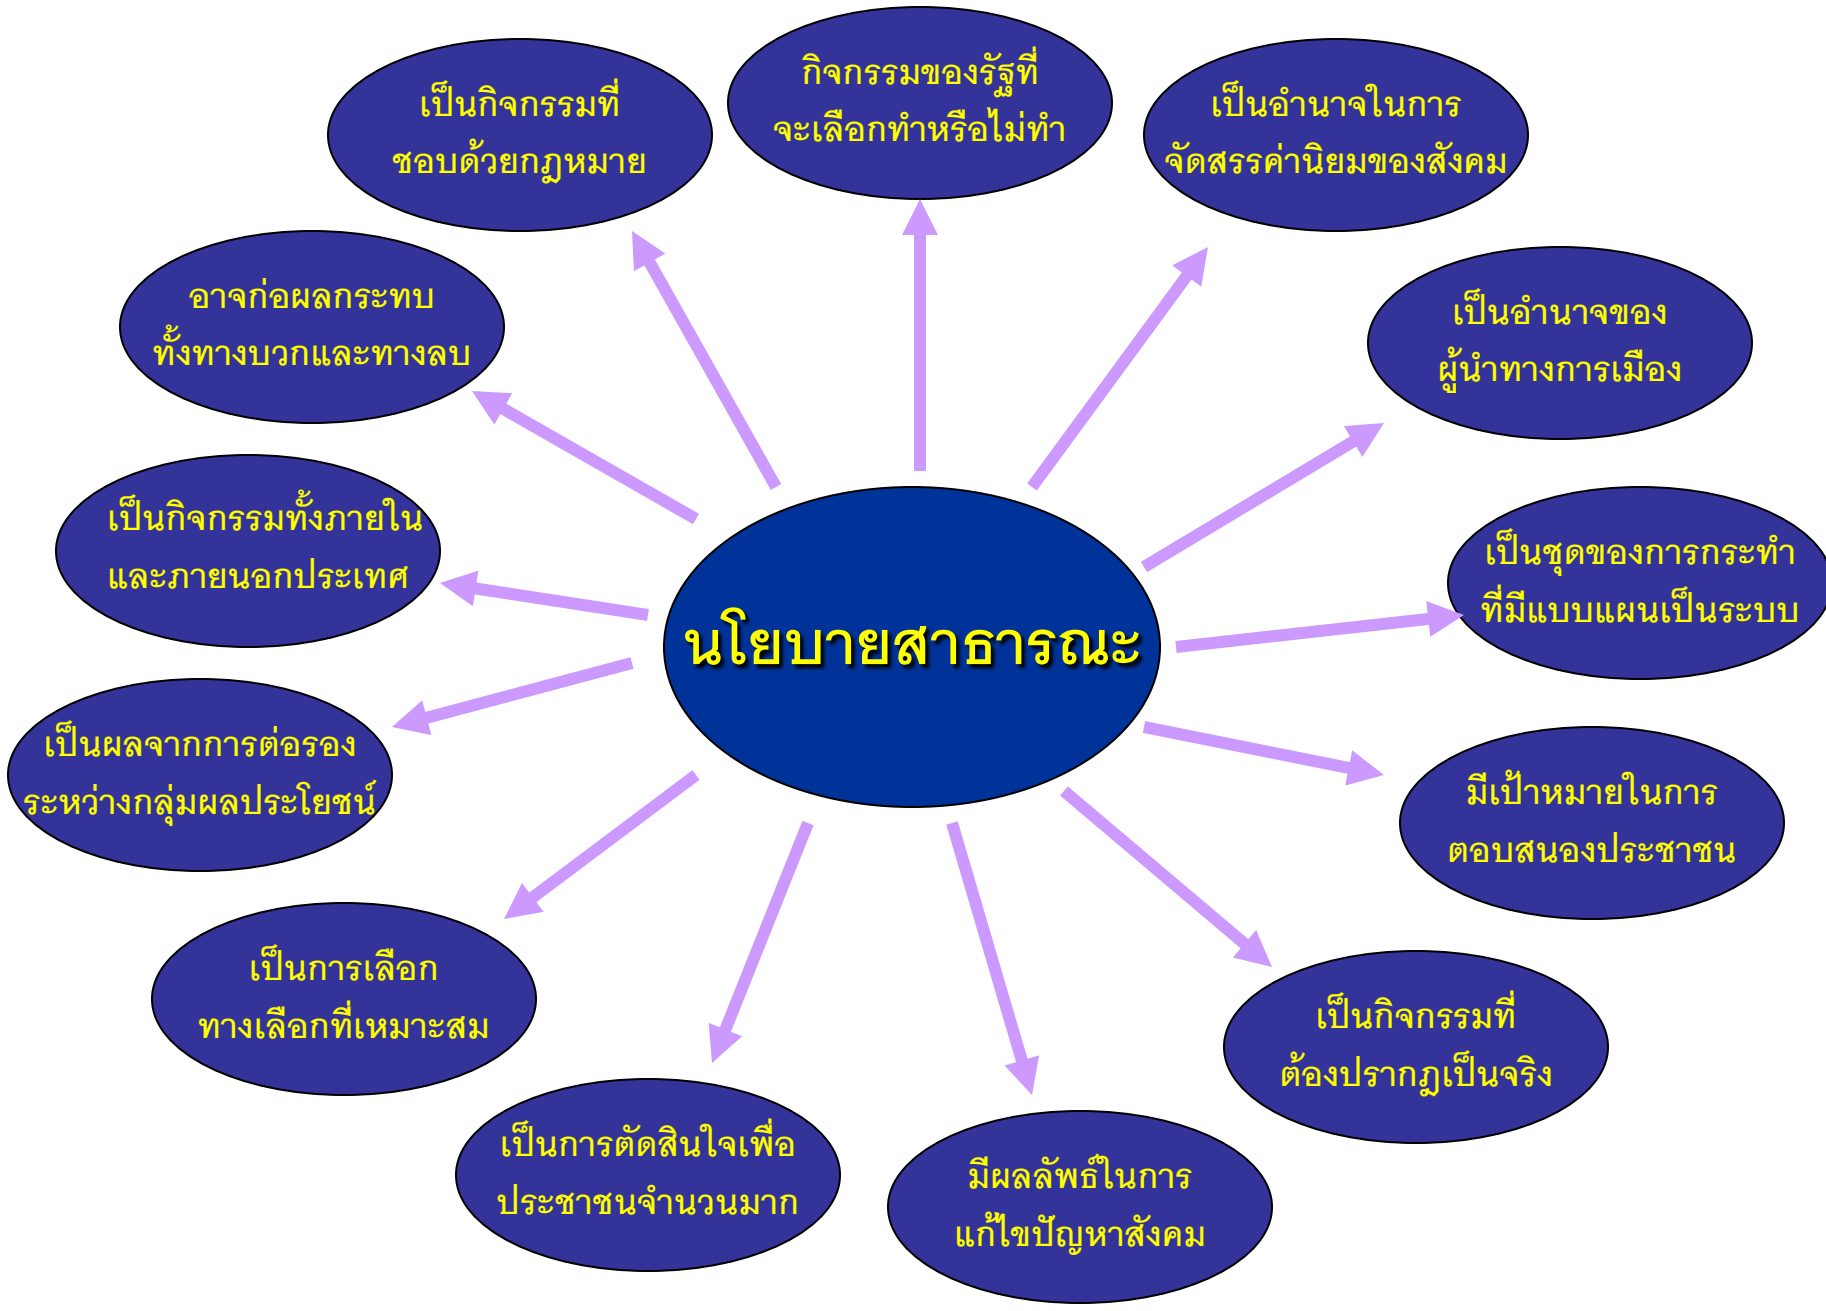 กิจกรรมของรัฐที่
จะเลือกทำหรือไม่ทำ
เป็นอำนาจในการ
จัดสรรค่านิยมของสังคม
เป็นอำนาจของ
ผู้นำทางการเมือง
เป็นชุดของการกระทำ
ที่มีแบบแผนเป็นระบบ
มีเป้าหมายในการ
ตอบสนองประชาชน
เป็นกิจกรรมที่
ต้องปรากฎเป็นจริง
มีผลลัพธ์ในการ
แก้ไขปัญหาสังคม
เป็นการตัดสินใจเพื่อ
ประชาชนจำนวนมาก
เป็นการเลือก
ทางเลือกที่เหมาะสม
เป็นผลจากการต่อรอง
ระหว่างกลุ่มผลประโยชน์
เป็นกิจกรรมทั้งภายใน
และภายนอกประเทศ
อาจก่อผลกระทบ
ทั้งทางบวกและทางลบ
เป็นกิจกรรมที่
ชอบด้วยกฎหมาย
นโยบายสาธารณะ